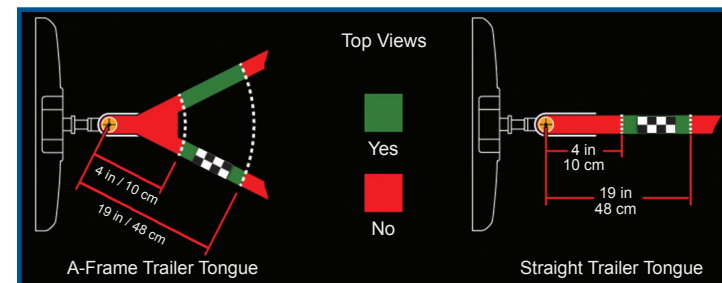 Top Views
Yes
No
4 in / 10 cm
19 in / 48 cm
A-Frame Trailer Tongue
4 in
10 cm
19 in
48 cm
Straight Trailer Tongue